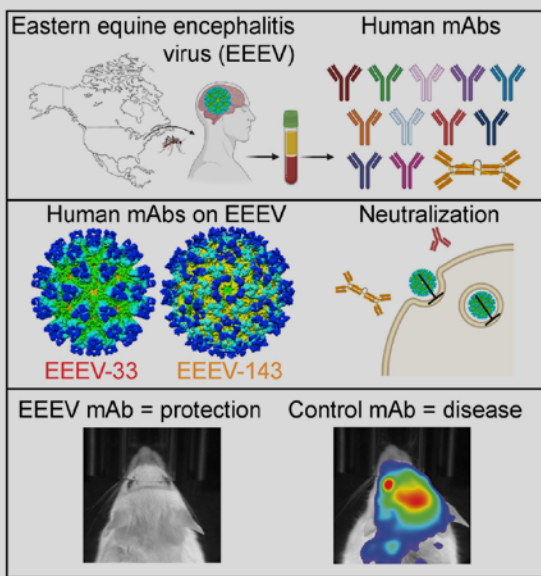 Eastern equine encephalitis
virus (EEEV)
Human mAbs
Human mAbs on EEEV
EEEV-33
EEEV-143
Neutralization
EEEV mAb = protection
Control mAb = disease